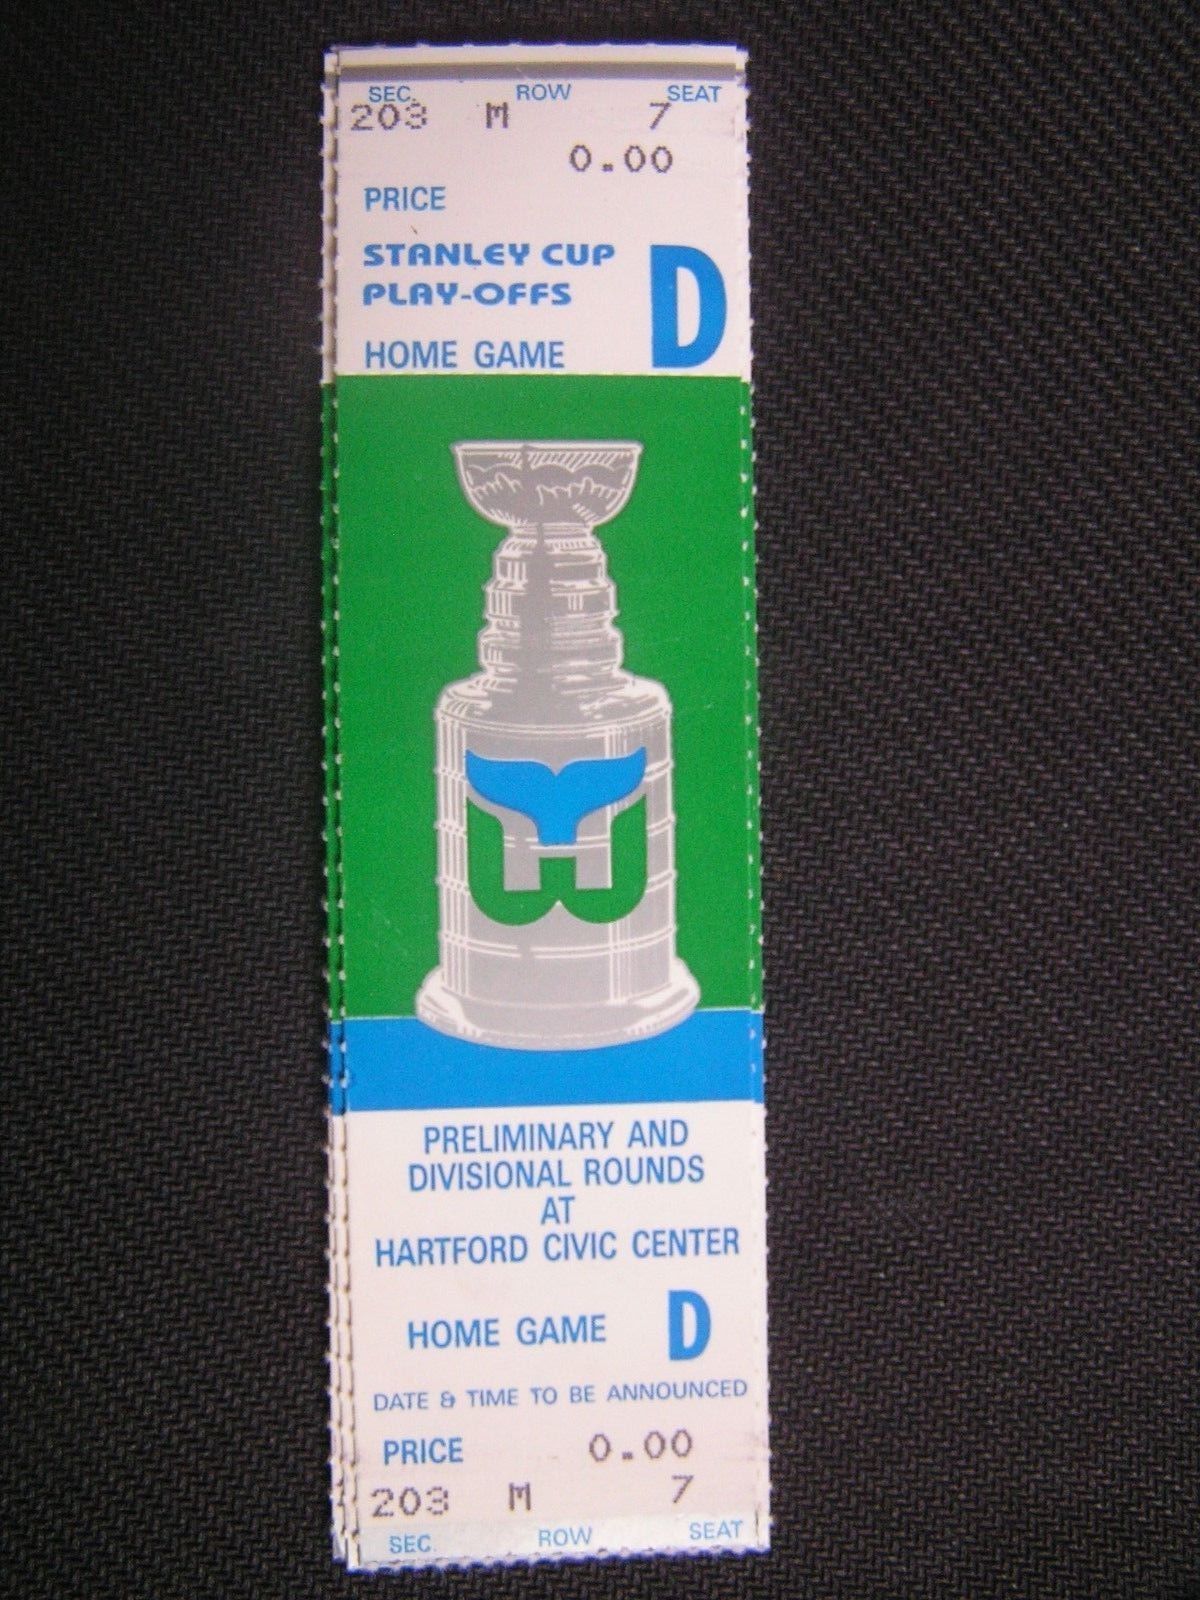 SEC. ROW SEAT
203 M 7
0.00
PRICE
STANLEY CUP
PLAY-OFFS
HOME GAME D
PRELIMINARY AND
DIVISIONAL ROUNDS
AT
HARTFORD CIVIC CENTER
HOME GAME D
DATE & TIME TO BE ANNOUNCED
PRICE 0.00
203 M 7
SEC. ROW SEAT